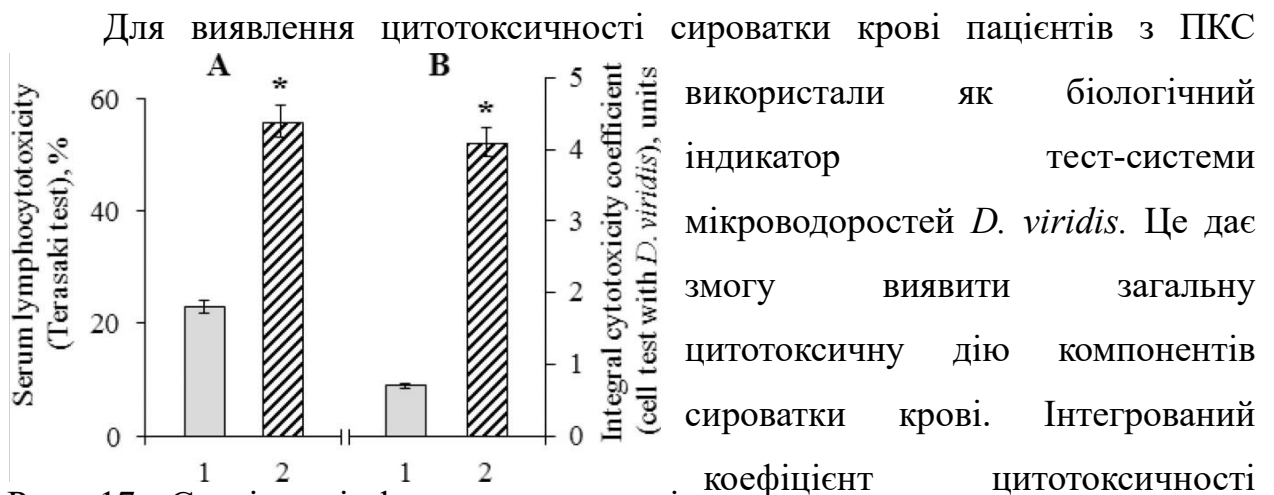 Для виявлення цитотоксичності сироватки крові пацієнтів з ПКС
A
B
*
*
60
40
20
0
5
4
3
2
1
0
1
2
1
2
Serum lymphocytotoxicity
(Terasaki test), %
Integral cytotoxicity coefficient
(cell test with D. viridis), units
використали як біологічний
індикатор тест-системи
мікроводоростей D. viridis. Це дає
змогу виявити загальну
цитотоксичну дію компонентів
сироватки крові. Інтегрований
коефіцієнт цитотоксичності